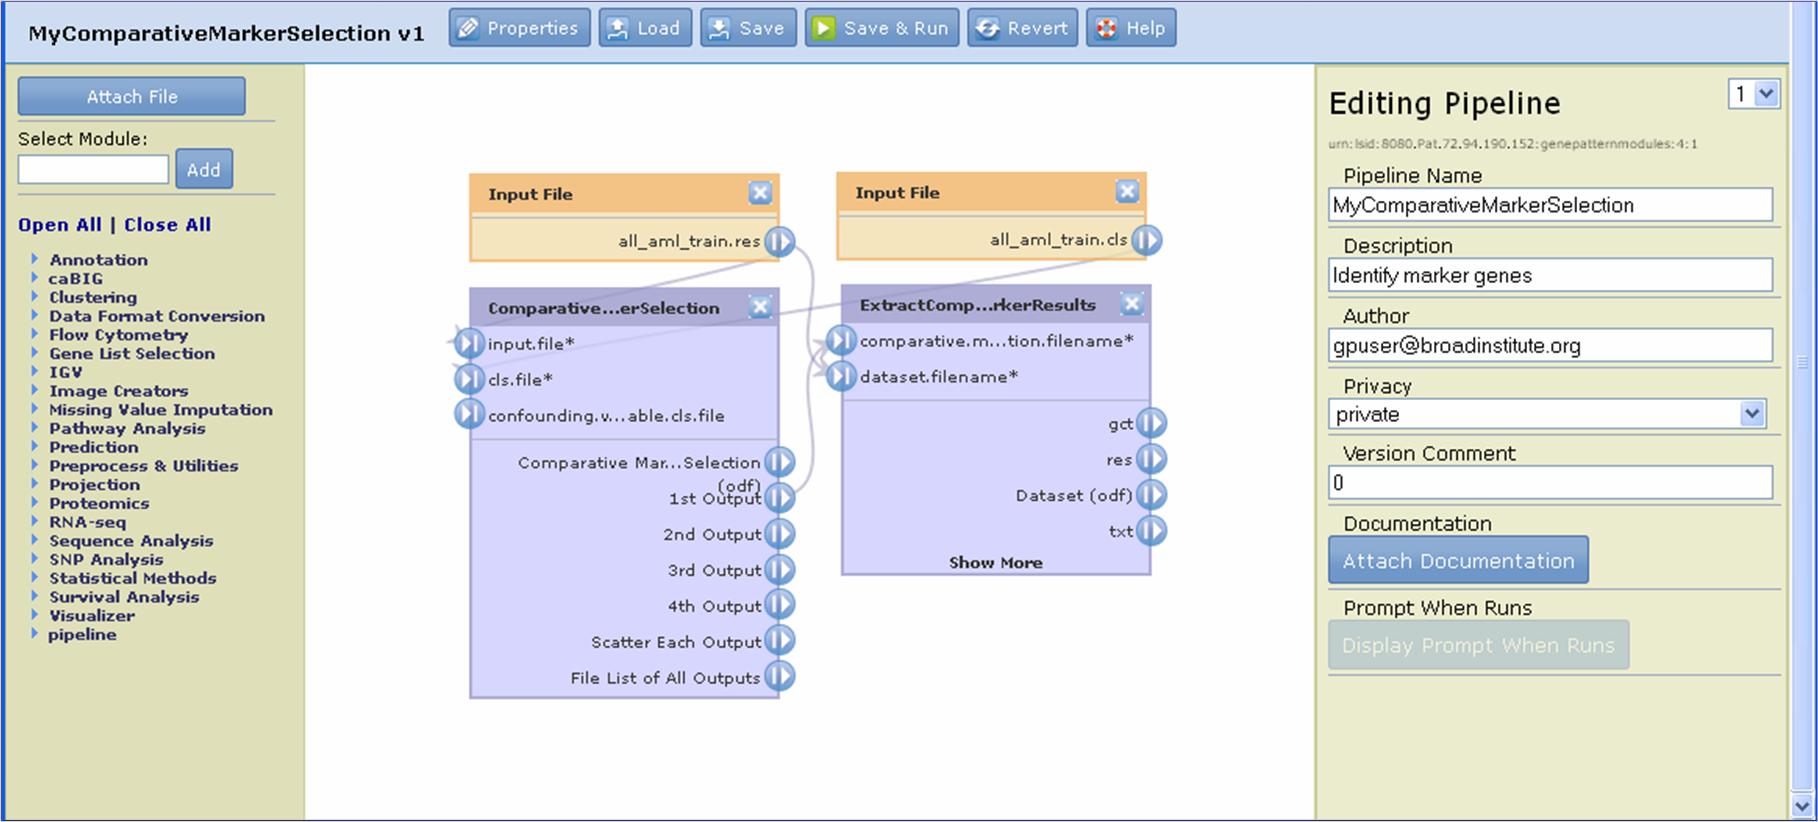 MyComparativeMarkerSelection v1
Properties
Load
Save
Save & Run
Revert
Help
Attach File
Select Module:
Add
Open All | Close All
Annotation
caBIG
Clustering
Data Format Conversion
Flow Cytometry
Gene List Selection
IGV
Image Creators
Missing Value Imputation
Pathway Analysis
Prediction
Preprocess & Utilities
Projection
Proteomics
RNA-seq
Sequence Analysis
SNP Analysis
Statistical Methods
Survival Analysis
Visualizer
pipeline
Input File
all_aml_train.res
Input File
all_aml_train.cls
Comparative...erSelection
input.file*
cls.file*
confounding.v...able.cls.file
Comparative Mar...Selection
(odf)
1st Output
2nd Output
3rd Output
4th Output
Scatter Each Output
File List of All Outputs
ExtractComp...rkerResults
comparative.m...tion.filename*
dataset.filename*
gct
res
Dataset (odf)
txt
Show More
Editing Pipeline
1
urn:lsid:8080.Pat.72.94.190.152:genepatternmodules:4:1
Pipeline Name
MyComparativeMarkerSelection
Description
Identify marker genes
Author
gpuser@broadinstitute.org
Privacy
private
Version Comment
0
Documentation
Attach Documentation
Prompt When Runs
Display Prompt When Runs